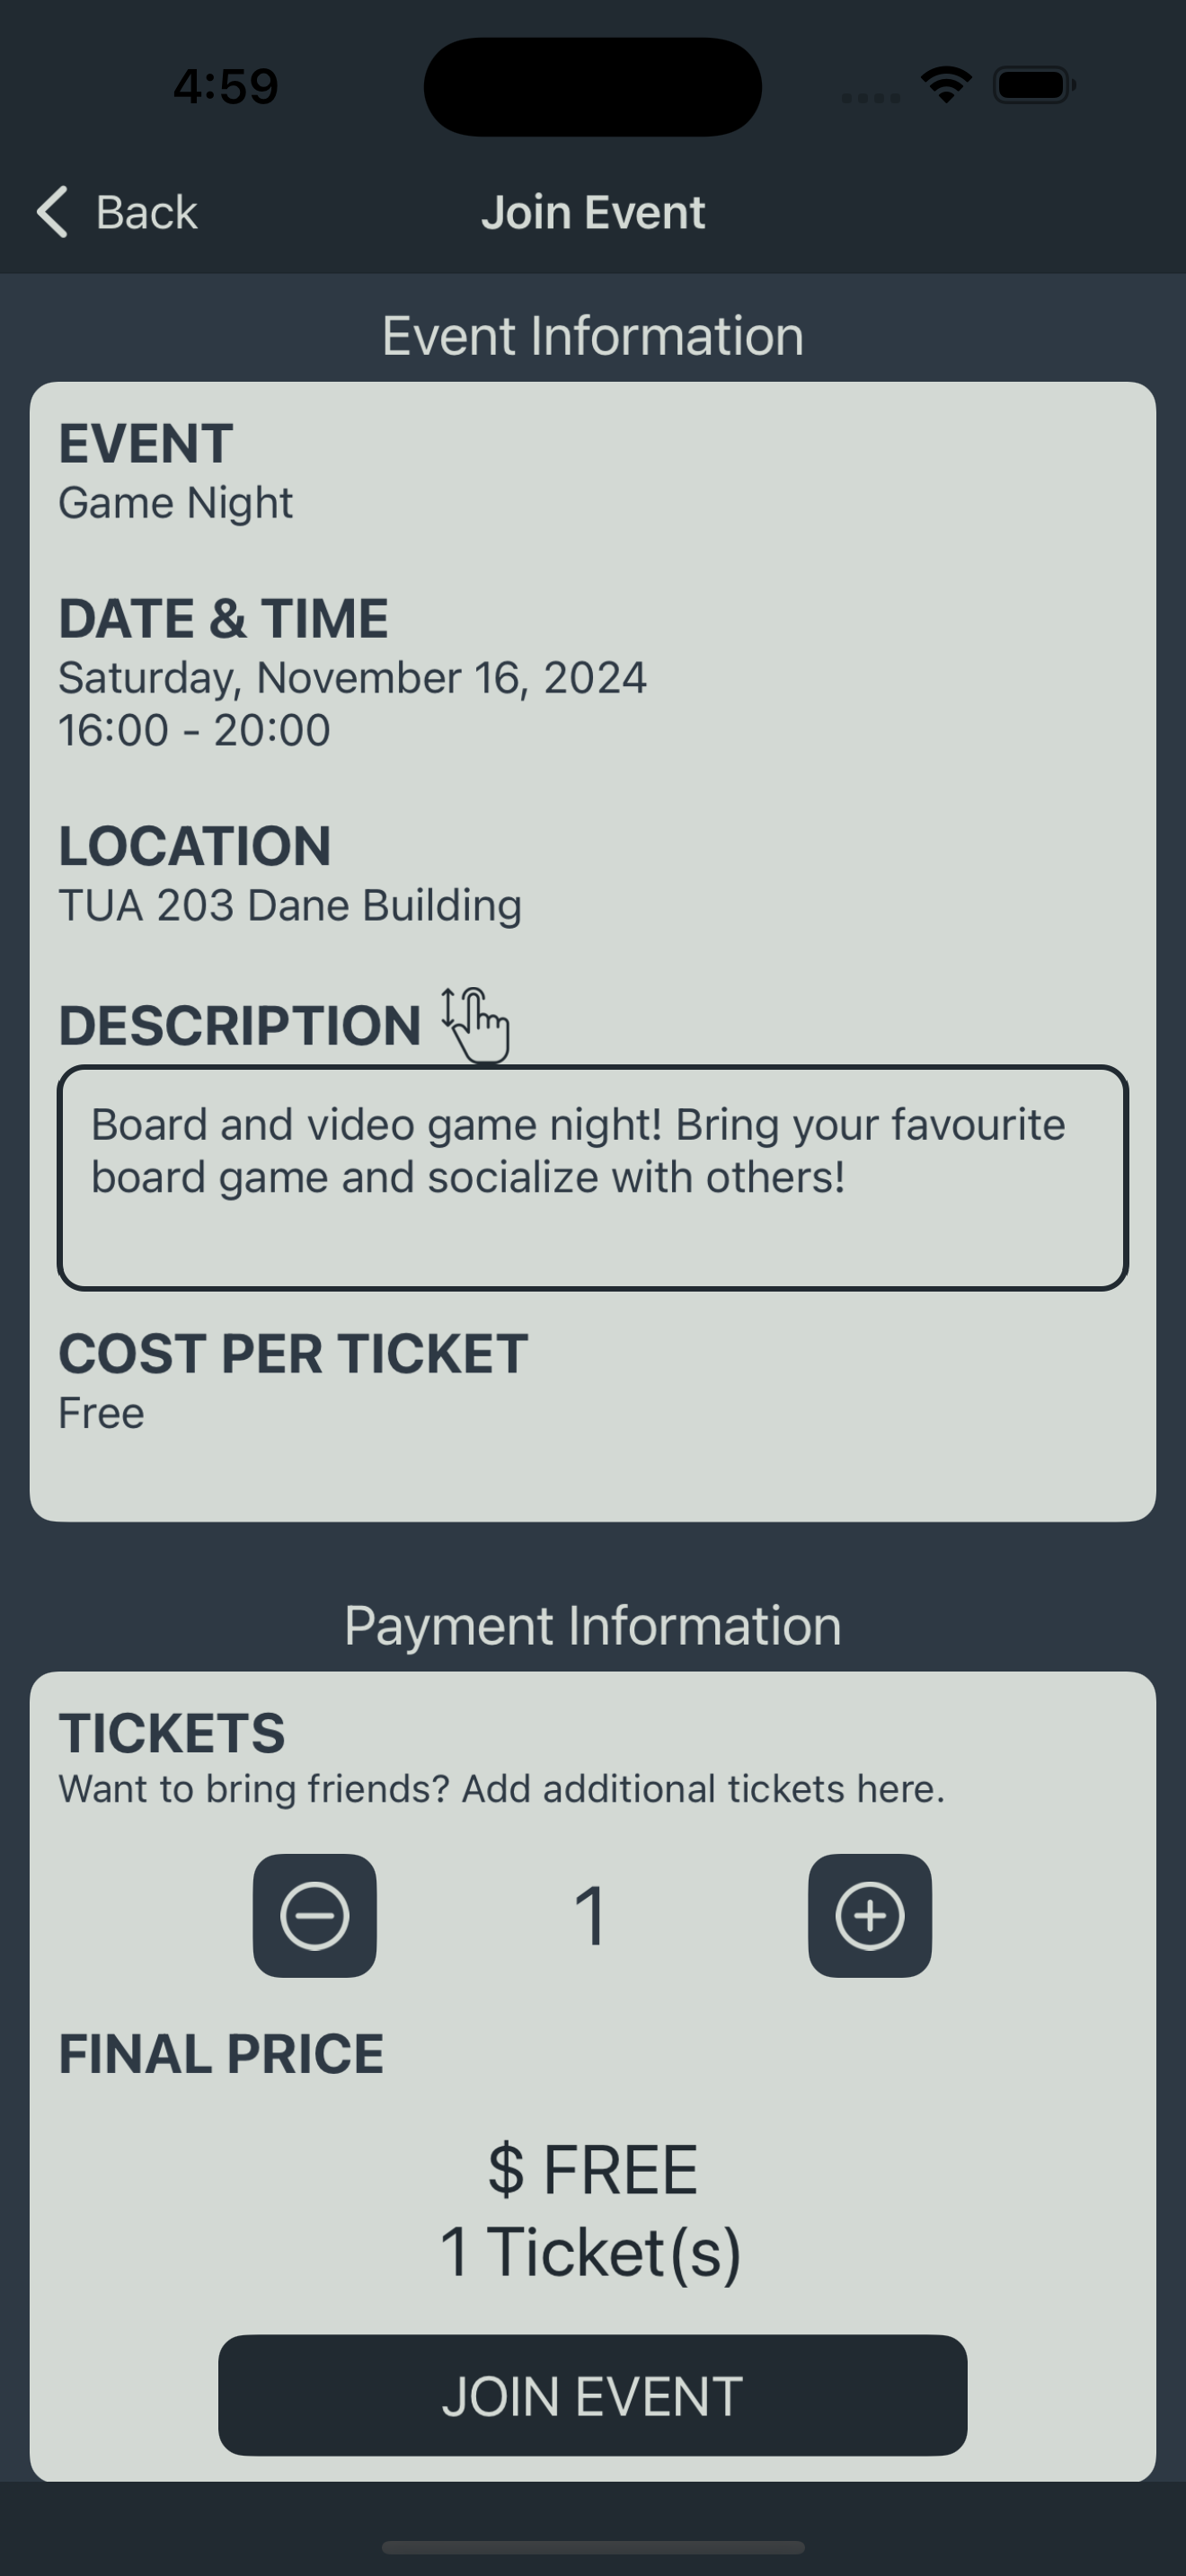 4:59
Back
Join Event
Event Information
EVENT
Game Night
DATE & TIME
Saturday, November 16, 2024
16:00 - 20:00
LOCATION
TUA 203 Dane Building
DESCRIPTION
Board and video game night! Bring your favourite
board game and socialize with others!
COST PER TICKET
Free
Payment Information
TICKETS
Want to bring friends? Add additional tickets here.
1
FINAL PRICE
$ FREE
1 Ticket(s)
JOIN EVENT